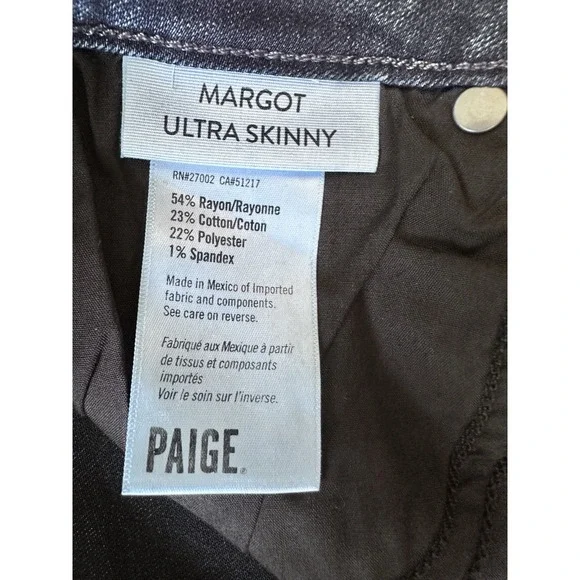 MARGOT
ULTRA SKINNY
RN#27002 CA#51217
54% Rayon/Rayonne
23% Cotton/Coton
22% Polyester
1% Spandex
Made in Mexico of Imported
fabric and components.
See care on reverse.
Fabriqué aux Mexique à partir
de tissus et composants
importés
Voir le soin sur l'inverse.
PAIGE®